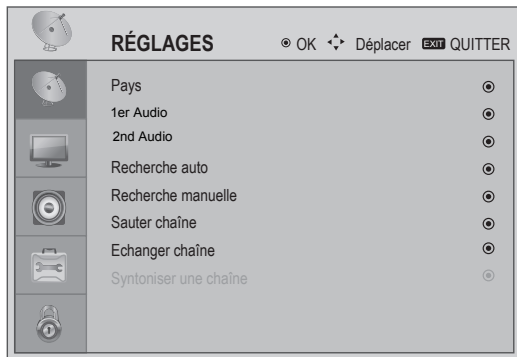 RÉGLAGES OK Déplacer EXIT QUITTER
Pays
1er Audio
2nd Audio
Recherche auto
Recherche manuelle
Sauter chaîne
Echanger chaîne
Syntoniser une chaîne